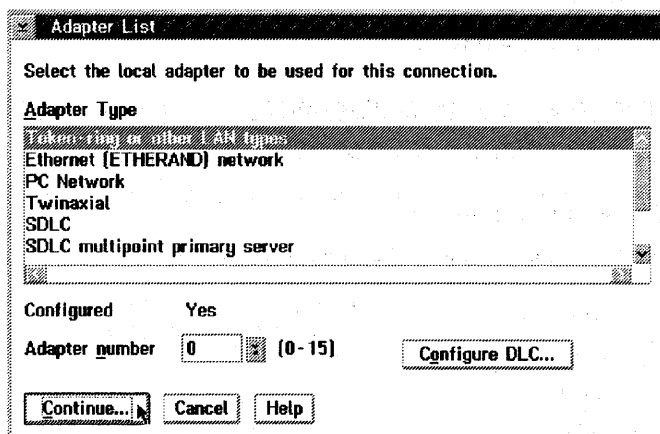 Adapter List
Select the local adapter to be used for this connection.
Adapter Type
Token-ring or other LAN types
Ethernet (ETHERAND) network
PC Network
Twinaxial
SDLC
SDLC multipoint primary server
Configured Yes
Adapter number 0 (0-15) Configure DLC...
Continue... Cancel Help